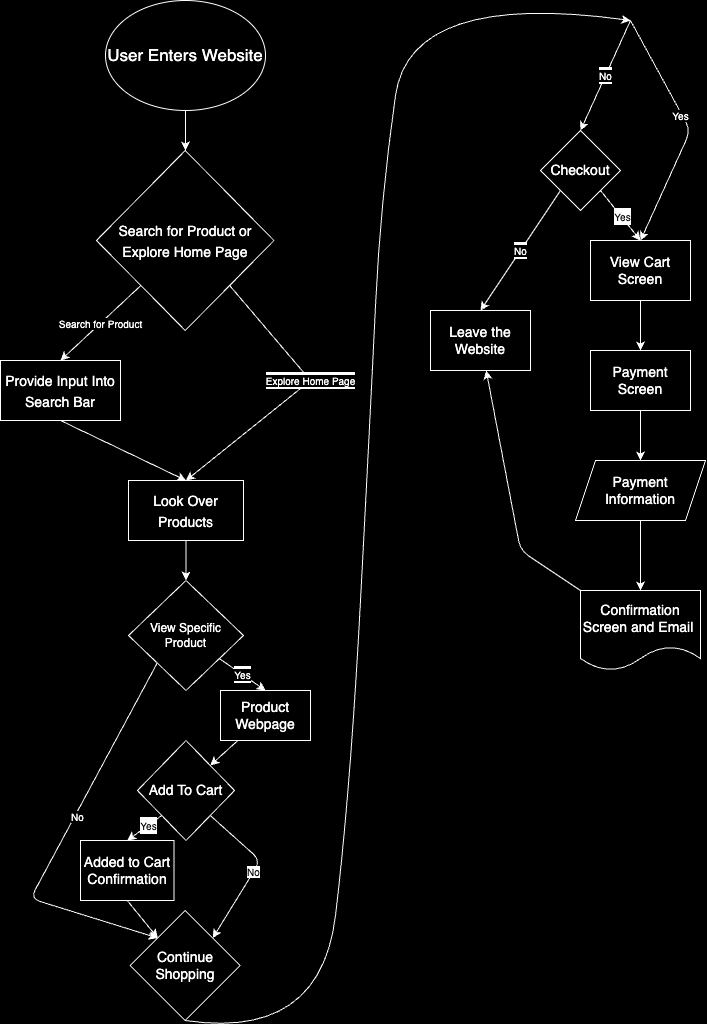 User Enters Website
Search for Product or
Explore Home Page
Search for Product
Explore Home Page
Provide Input Into
Search Bar
Look Over
Products
View Specific
Product
Yes
Product
Webpage
Add To Cart
No
Yes
Added to Cart
Confirmation
No
Continue
Shopping
No
Yes
Checkout
Yes
No
View Cart
Screen
Leave the
Website
Payment
Screen
Payment
Information
Confirmation
Screen and Email